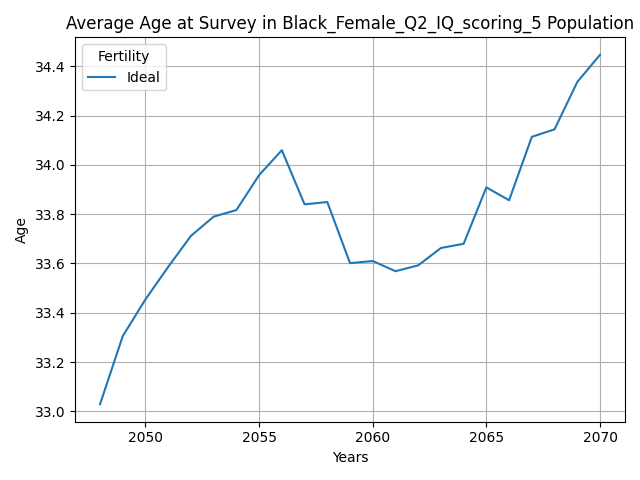 Average Age at Survey in Black_Female_Q2_IQ_scoring_5 Population
Fertility
Ideal
34.4
34.2
34.0
33.8
33.6
33.4
33.2
33.0
Age
2050
2055
2060
2065
2070
Years